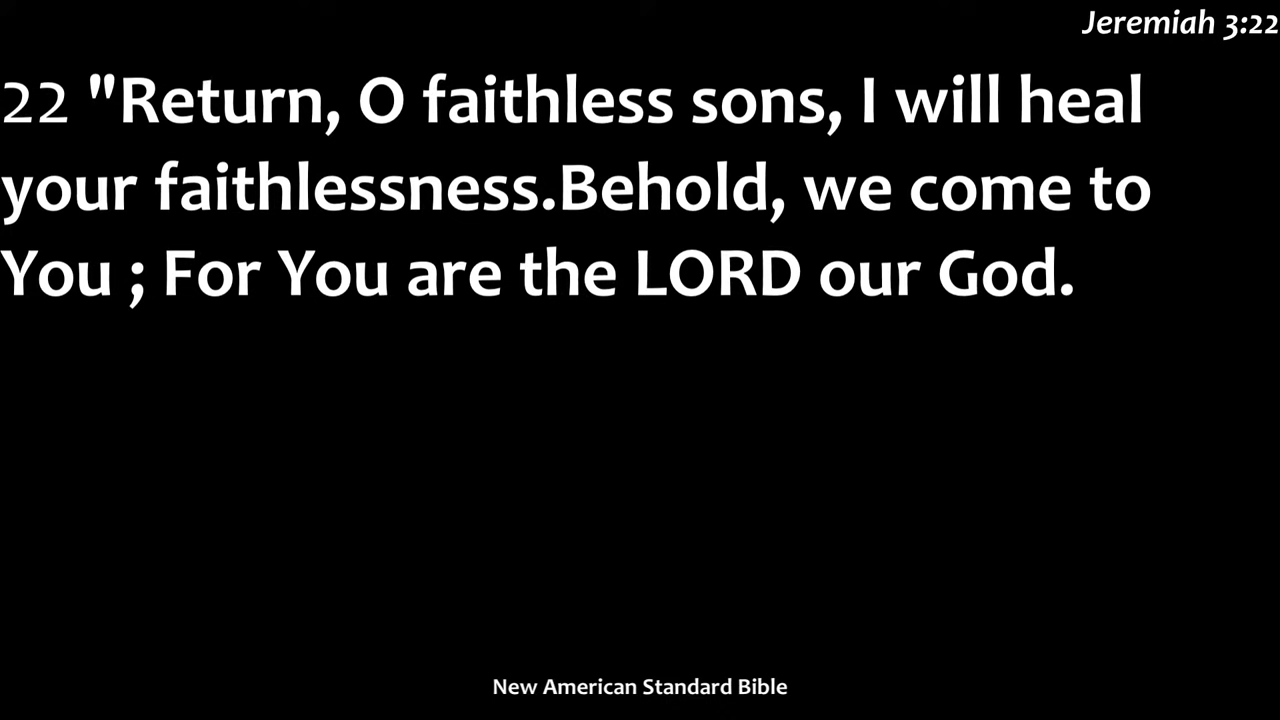 Jeremiah 3:22
22 "Return, O faithless sons, I will heal
your faithlessness.Behold, we come to
You ; For You are the LORD our God.
New American Standard Bible